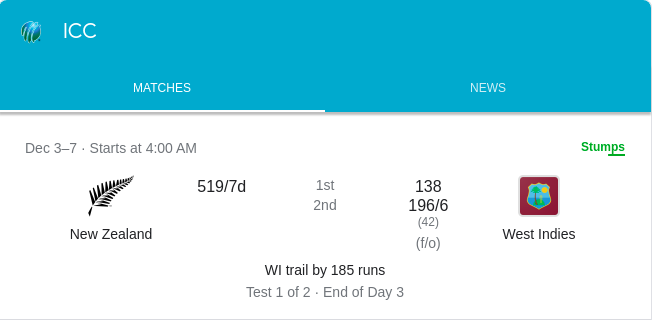 ICC
MATCHES NEWS
Dec 3–7 · Starts at 4:00 AM Stumps
519/7d 1st 138
2nd 196/6
(42)
New Zealand (f/o) West Indies
WI trail by 185 runs
Test 1 of 2 · End of Day 3